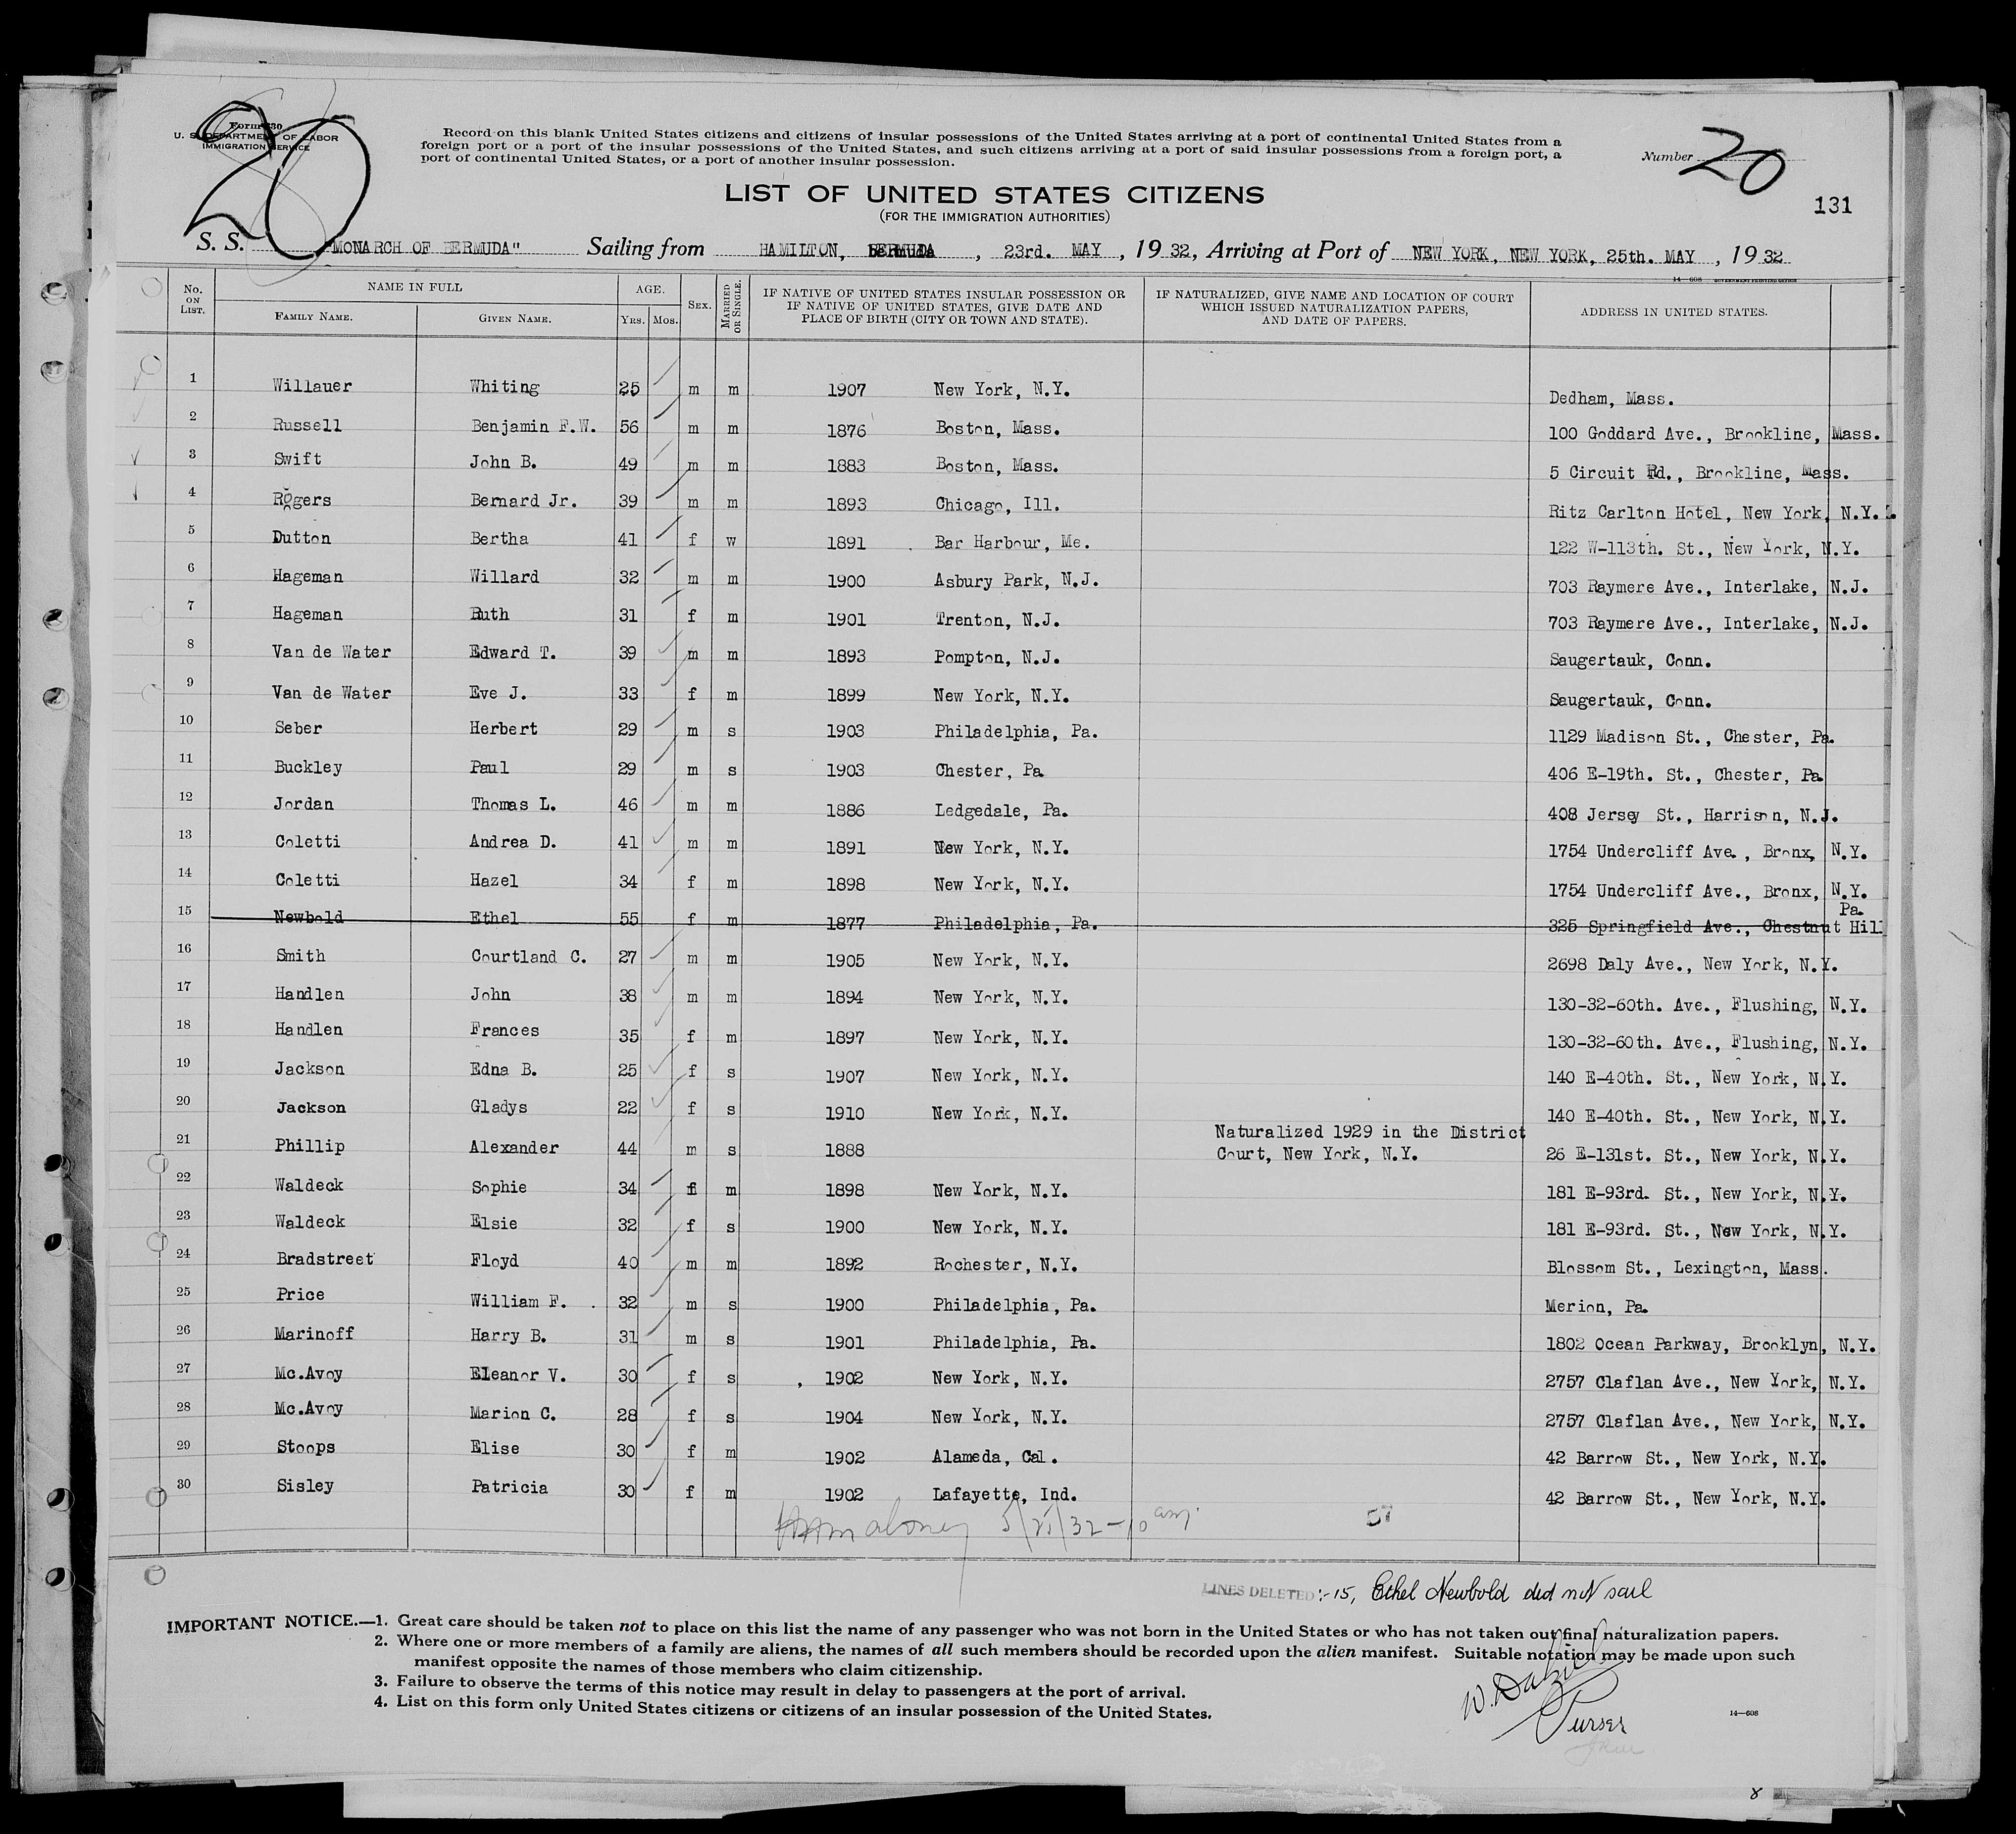 20
Form 630
U. S. DEPARTMENT OF LABOR
IMMIGRATION SERVICE
Record on this blank United States citizens and citizens of insular possessions of the United States arriving at a port of continental United States from a
foreign port or a port of the insular possessions of the United States, and such citizens arriving at a port of said insular possessions from a foreign port, a
port of continental United States, or a port of another insular possession.
Number 20
LIST OF UNITED STATES CITIZENS
(FOR THE IMMIGRATION AUTHORITIES)
131
S. S. "MONARCH OF BERMUDA" Sailing from HAMILTON, BERMUDA, 23rd. MAY, 1932, Arriving at Port of NEW YORK, NEW YORK, 25th. MAY, 1932
14—608 GOVERNMENT PRINTING OFFICE
No. ON LIST. NAME IN FULL FAMILY NAME. GIVEN NAME. AGE. YRS. MOS. SEX. MARRIED OR SINGLE. IF NATIVE OF UNITED STATES INSULAR POSSESSION OR IF NATIVE OF UNITED STATES, GIVE DATE AND PLACE OF BIRTH (CITY OR TOWN AND STATE). IF NATURALIZED, GIVE NAME AND LOCATION OF COURT WHICH ISSUED NATURALIZATION PAPERS, AND DATE OF PAPERS. ADDRESS IN UNITED STATES.
1 Willauer Whiting 25 m m 1907 New York, N.Y. Dedham, Mass.
2 Russell Benjamin F.W. 56 m m 1876 Boston, Mass. 100 Goddard Ave., Brookline, Mass.
3 Swift John B. 49 m m 1883 Boston, Mass. 5 Circuit Rd., Brookline, Mass.
4 Rogers Bernard Jr. 39 m m 1893 Chicago, Ill. Ritz Carlton Hotel, New York, N.Y.
5 Dutton Bertha 41 f w 1891 Bar Harbour, Me. 122 W-113th. St., New York, N.Y.
6 Hageman Willard 32 m m 1900 Asbury Park, N.J. 703 Raymere Ave., Interlake, N.J.
7 Hageman Ruth 31 f m 1901 Trenton, N.J. 703 Raymere Ave., Interlake, N.J.
8 Van de Water Edward T. 39 m m 1893 Pompton, N.J. Saugertauk, Conn.
9 Van de Water Eve J. 33 f m 1899 New York, N.Y. Saugertauk, Conn.
10 Seber Herbert 29 m s 1903 Philadelphia, Pa. 1129 Madison St., Chester, Pa.
11 Buckley Paul 29 m s 1903 Chester, Pa 406 E-19th. St., Chester, Pa
12 Jordan Thomas L. 46 m m 1886 Ledgedale, Pa. 408 Jersey St., Harrison, N.J.
13 Coletti Andrea D. 41 m m 1891 New York, N.Y. 1754 Undercliff Ave., Bronx, N.Y.
14 Coletti Hazel 34 f m 1898 New York, N.Y. 1754 Undercliff Ave., Bronx, N.Y.
15 Newbold Ethel 55 f m 1877 Philadelphia, Pa. 325 Springfield Ave., Chestnut Hill Pa.
16 Smith Courtland C. 27 m m 1905 New York, N.Y. 2698 Daly Ave., New York, N.Y.
17 Handlen John 38 m m 1894 New York, N.Y. 130-32-60th. Ave., Flushing, N.Y.
18 Handlen Frances 35 f m 1897 New York, N.Y. 130-32-60th. Ave., Flushing, N.Y.
19 Jackson Edna B. 25 f s 1907 New York, N.Y. 140 E-40th. St., New York, N.Y.
20 Jackson Gladys 22 f s 1910 New York, N.Y. 140 E-40th. St., New York, N.Y.
21 Phillip Alexander 44 m s 1888 Naturalized 1929 in the District Court, New York, N.Y. 26 E-131st. St., New York, N.Y.
22 Waldeck Sophie 34 f m 1898 New York, N.Y. 181 E-93rd. St., New York, N.Y.
23 Waldeck Elsie 32 f s 1900 New York, N.Y. 181 E-93rd. St., New York, N.Y.
24 Bradstreet Floyd 40 m m 1892 Rochester, N.Y. Blossom St., Lexington, Mass.
25 Price William F. 32 m s 1900 Philadelphia, Pa. Merion, Pa.
26 Marinoff Harry B. 31 m s 1901 Philadelphia, Pa. 1802 Ocean Parkway, Brooklyn, N.Y.
27 Mc.Avoy Eleanor V. 30 f s 1902 New York, N.Y. 2757 Claflan Ave., New York, N.Y.
28 Mc.Avoy Marion C. 28 f s 1904 New York, N.Y. 2757 Claflan Ave., New York, N.Y.
29 Stoops Elise 30 f m 1902 Alameda, Cal. 42 Barrow St., New York, N.Y.
30 Sisley Patricia 30 f m 1902 Lafayette, Ind. 42 Barrow St., New York, N.Y.
5/25/32-10 am
LINES DELETED :-15, Ethel Newbold did not sail
IMPORTANT NOTICE.—1. Great care should be taken not to place on this list the name of any passenger who was not born in the United States or who has not taken out final naturalization papers.
2. Where one or more members of a family are aliens, the names of all such members should be recorded upon the alien manifest. Suitable notation may be made upon such
manifest opposite the names of those members who claim citizenship.
3. Failure to observe the terms of this notice may result in delay to passengers at the port of arrival.
4. List on this form only United States citizens or citizens of an insular possession of the United States.
Purser
14—608
8